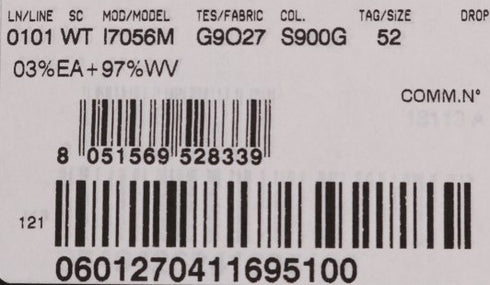 LN/LINE SC MOD/MODEL TES/FABRIC COL. TAG/SIZE DROP
0101 WT I7056M G9O27 S900G 52
03%EA+97%WV
COMM.N°
8 051569 528339
121
0601270411695100